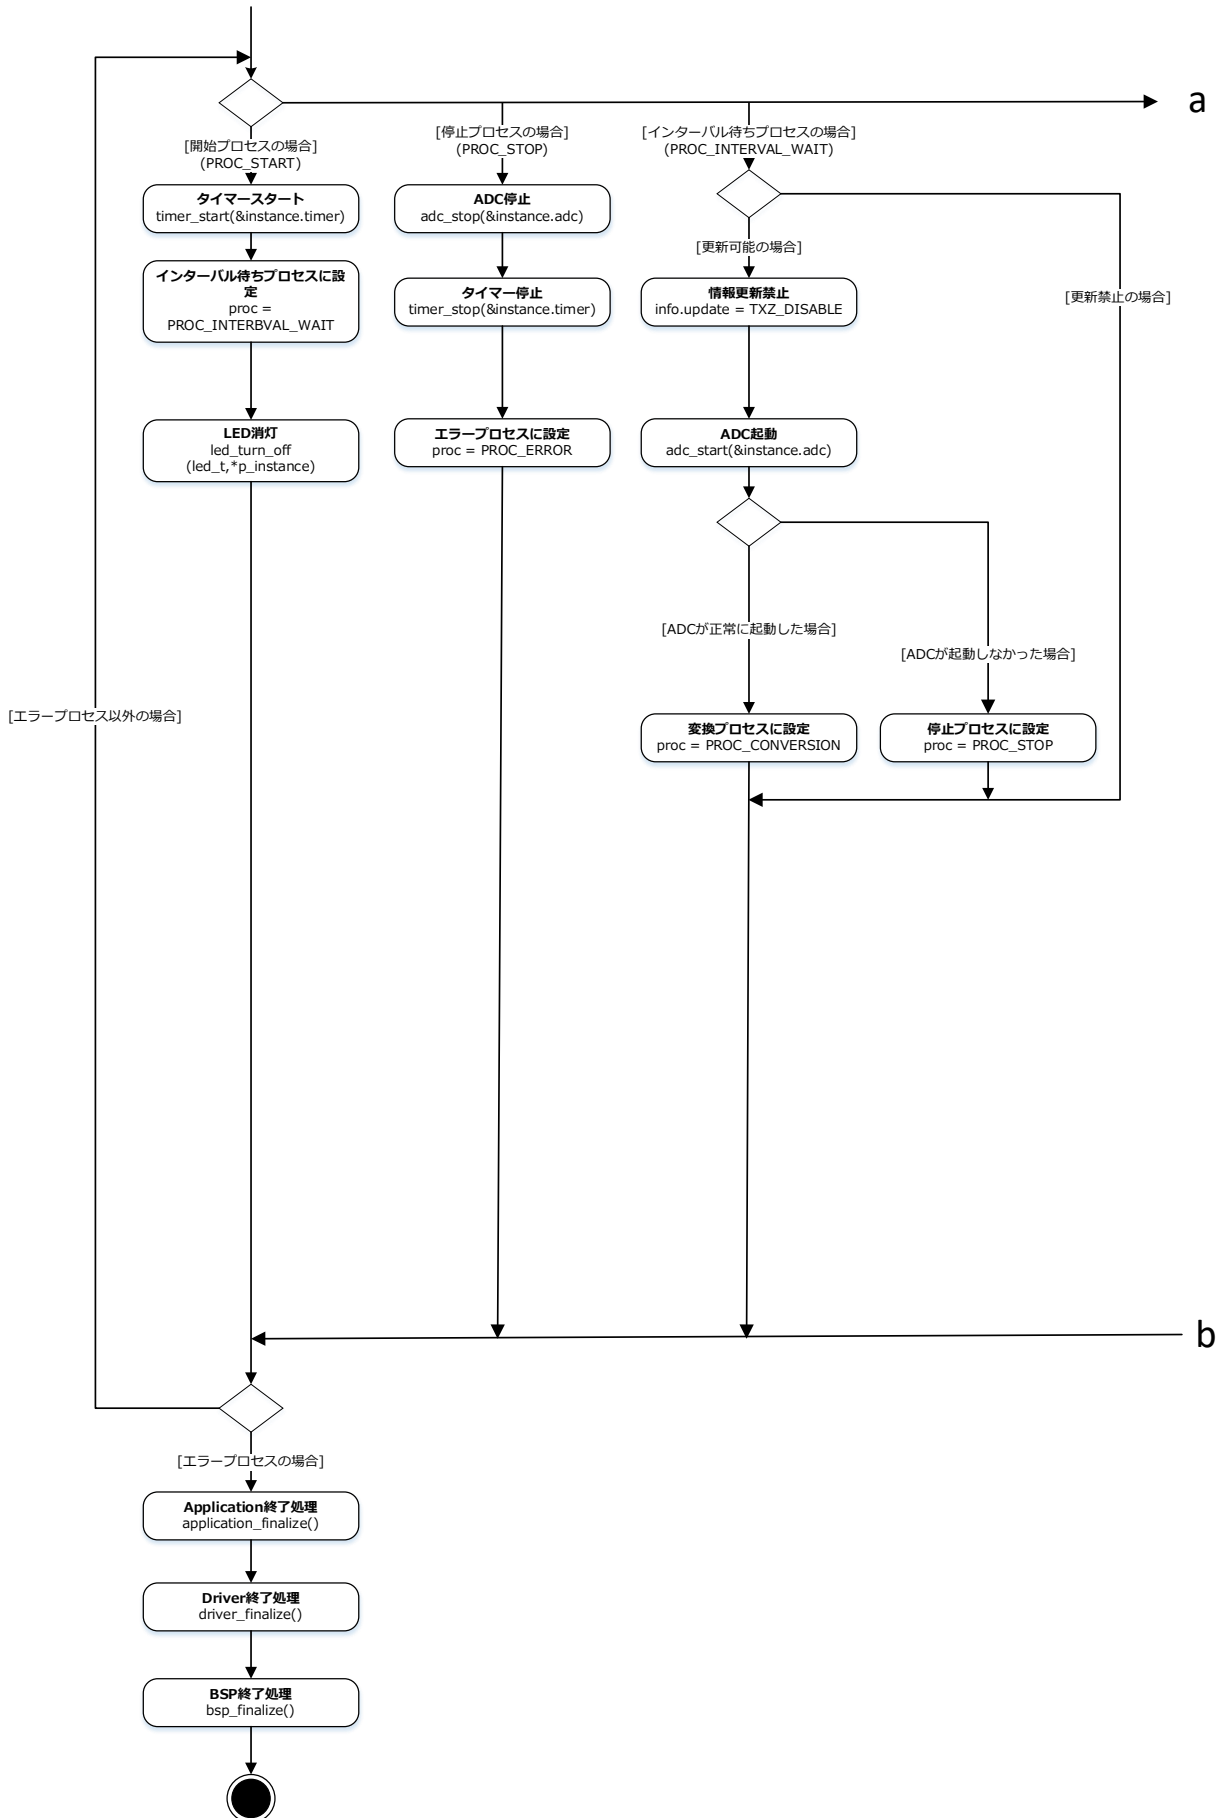 a
[開始プロセスの場合]
(PROC_START)
[停止プロセスの場合]
(PROC_STOP)
[インターバル待ちプロセスの場合]
(PROC_INTERVAL_WAIT)
タイマースタート
timer_start(&instance.timer)
ADC停止
adc_stop(&instance.adc)
[更新可能の場合]
インターバル待ちプロセスに設
定
proc =
PROC_INTERBVAL_WAIT
タイマー停止
timer_stop(&instance.timer)
情報更新禁止
info.update = TXZ_DISABLE
[更新禁止の場合]
LED消灯
led_turn_off
(led_t,*p_instance)
エラープロセスに設定
proc = PROC_ERROR
ADC起動
adc_start(&instance.adc)
[ADCが正常に起動した場合]
[ADCが起動しなかった場合]
[エラープロセス以外の場合]
変換プロセスに設定
proc = PROC_CONVERSION
停止プロセスに設定
proc = PROC_STOP
b
[エラープロセスの場合]
Application終了処理
application_finalize()
Driver終了処理
driver_finalize()
BSP終了処理
bsp_finalize()